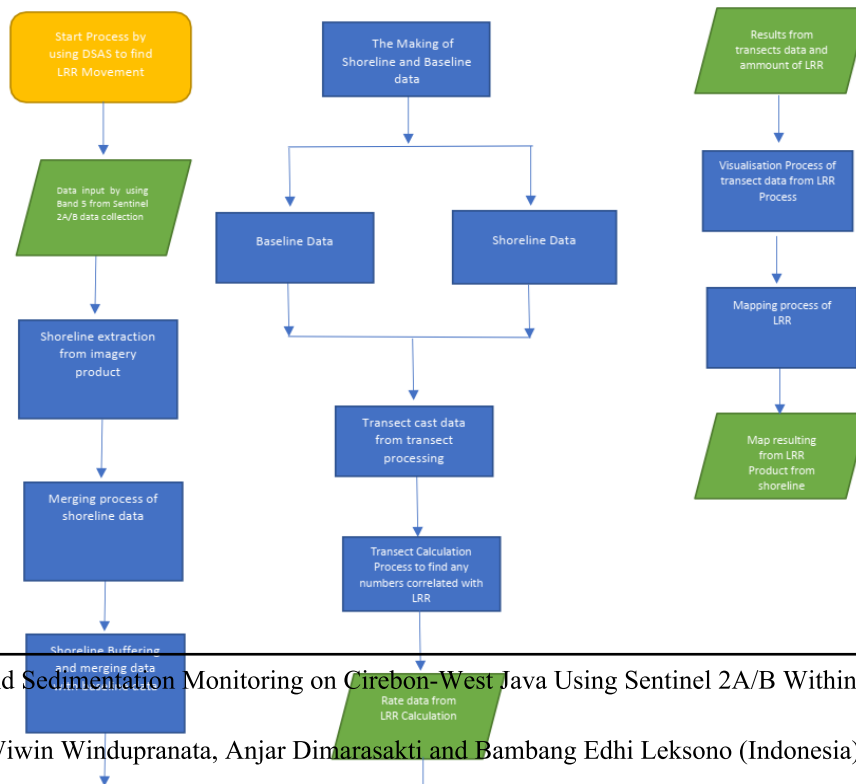 Start Process by
using DSAS to find
LRR Movement
Data input by using
Band 5 from Sentinel
2A/B data collection
Shoreline extraction
from imagery
product
Merging process of
shoreline data
Shoreline Buffering
and merging data
The Making of
Shoreline and Baseline
data
Baseline Data
Shoreline Data
Transect cast data
from transect
processing
Transect Calculation
Process to find any
numbers correlated with
LRR
Rate data from
LRR Calculation
Results from
transects data and
ammount of LRR
Visualisation Process of
transect data from LRR
Process
Mapping process of
LRR
Map resulting
from LRR
Product from
shoreline
Sedimentation Monitoring on Cirebon-West Java Using Sentinel 2A/B Within
Windupranata, Anjar Dimarasakti and Bambang Edhi Leksono (Indonesia)